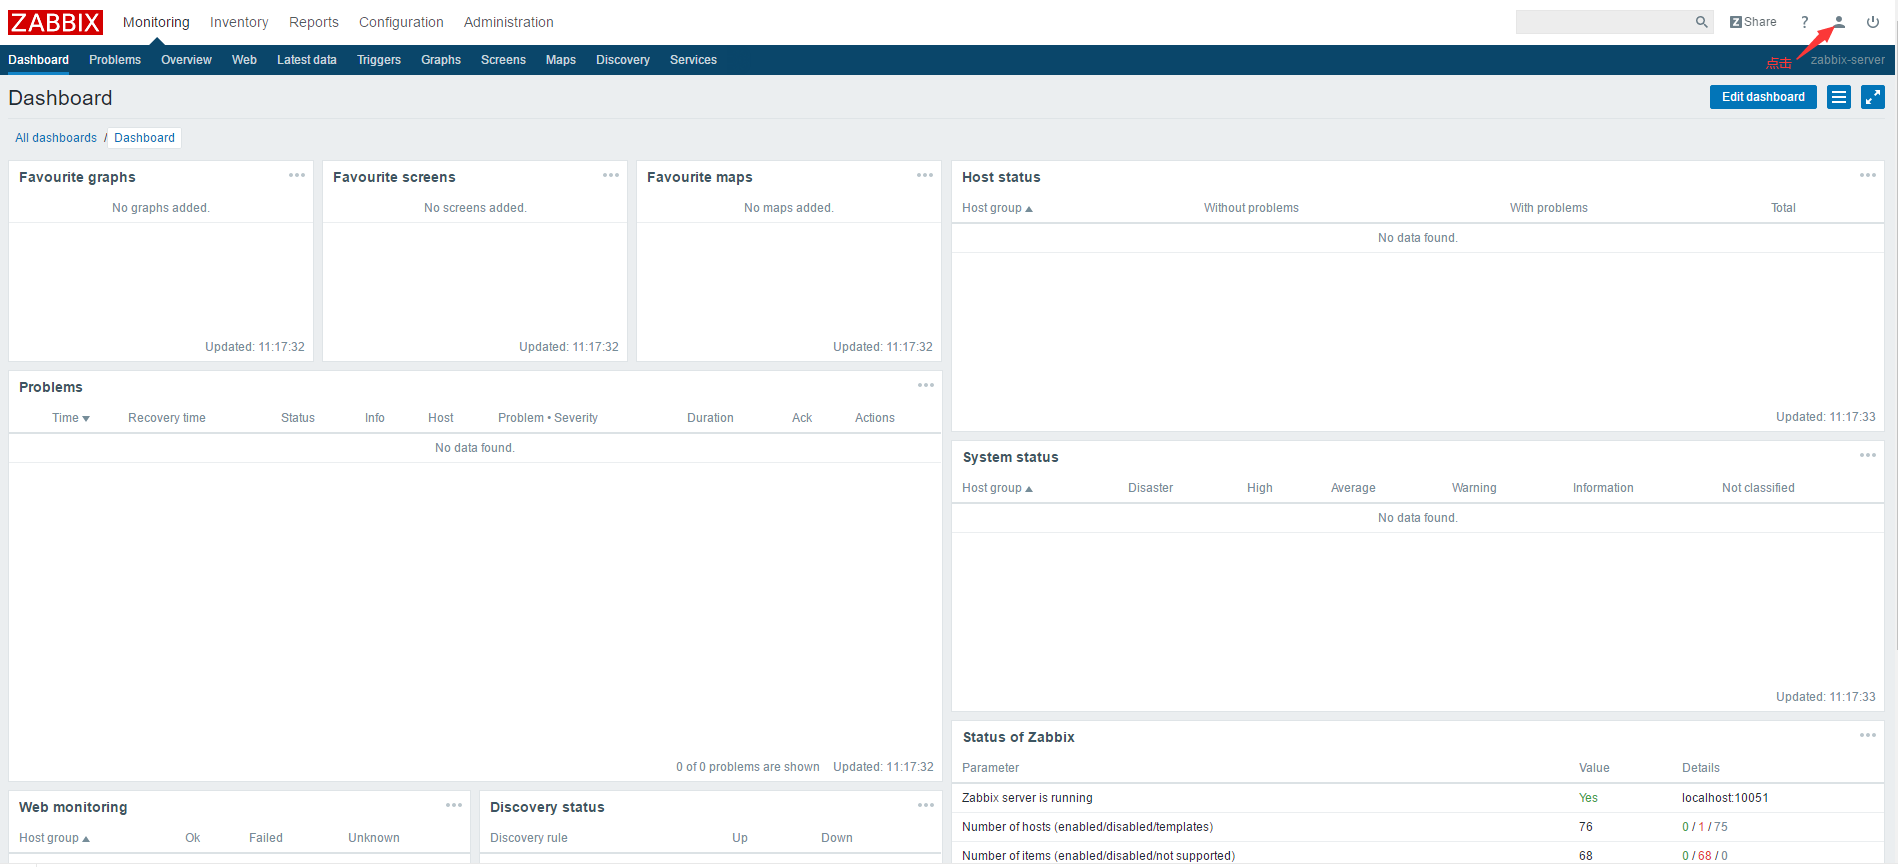 ZABBIX Monitoring Inventory Reports Configuration Administration Z Share ?
Dashboard Problems Overview Web Latest data Triggers Graphs Screens Maps Discovery Services 点击 zabbix-server
Dashboard Edit dashboard
All dashboards / Dashboard
Favourite graphs
No graphs added.
Updated: 11:17:32
Favourite screens
No screens added.
Updated: 11:17:32
Favourite maps
No maps added.
Updated: 11:17:32
Host status
Host group Without problems With problems Total
No data found.
Updated: 11:17:33
Problems
Time Recovery time Status Info Host Problem • Severity Duration Ack Actions
No data found.
0 of 0 problems are shown Updated: 11:17:32
System status
Host group Disaster High Average Warning Information Not classified
No data found.
Updated: 11:17:33
Status of Zabbix
Parameter Value Details
Zabbix server is running Yes localhost:10051
Number of hosts (enabled/disabled/templates) 76 0 / 1 / 75
Number of items (enabled/disabled/not supported) 68 0 / 68 / 0
Web monitoring
Host group Ok Failed Unknown
Discovery status
Discovery rule Up Down